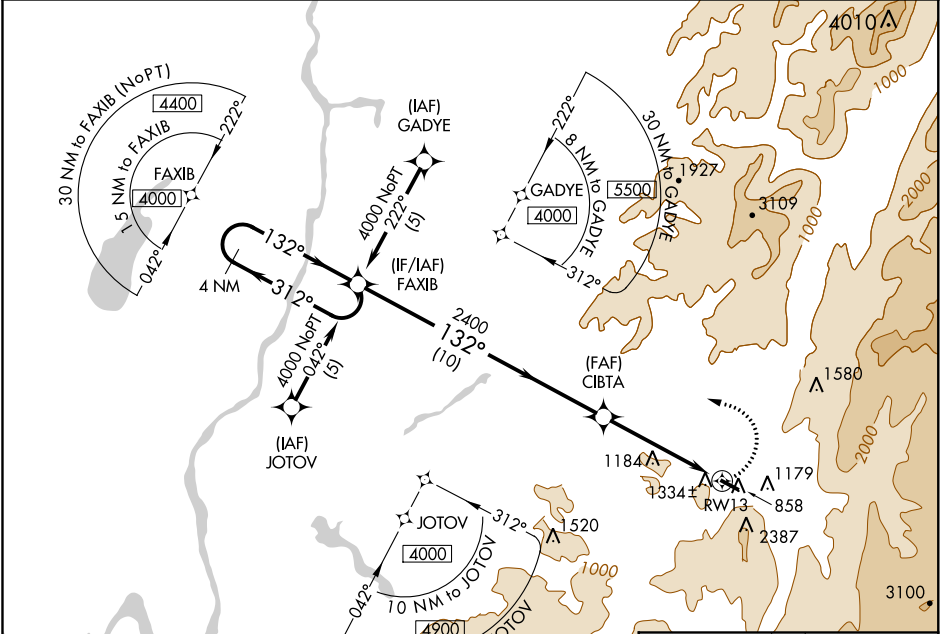 4010
1000
30 NM to FAXIB (NoPT)
4400
222°
15 NM to FAXIB
FAXIB
4000
042°
(IAF)
GADYE
4000 NoPT
222°
(5)
222°
8 NM to GADYE
30 NM to GADYE
GADYE
4000
5500
312°
1927
3109
1000
2000
132°
312°
4 NM
(IF/IAF)
FAXIB
4000 NoPT
042°
(5)
(IAF)
JOTOV
2400
132°
(10)
(FAF)
CIBTA
1580
2000
1184
1334±
RW13
1179
858
2387
312°
JOTOV
4000
042°
10 NM to JOTOV
4900
OTOV
1520
1000
3100